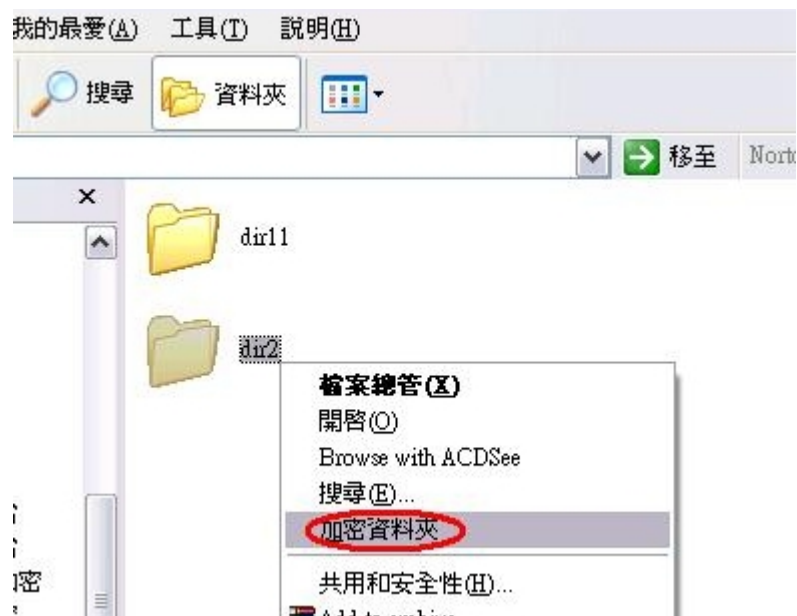 我的最愛(A) 工具(T) 說明(H)
搜尋 資料夾
移至
dir11
dir2
檔案總管(X)
開啓(O)
Browse with ACDSee
搜尋(E)...
加密資料夾
共用和安全性(H)...